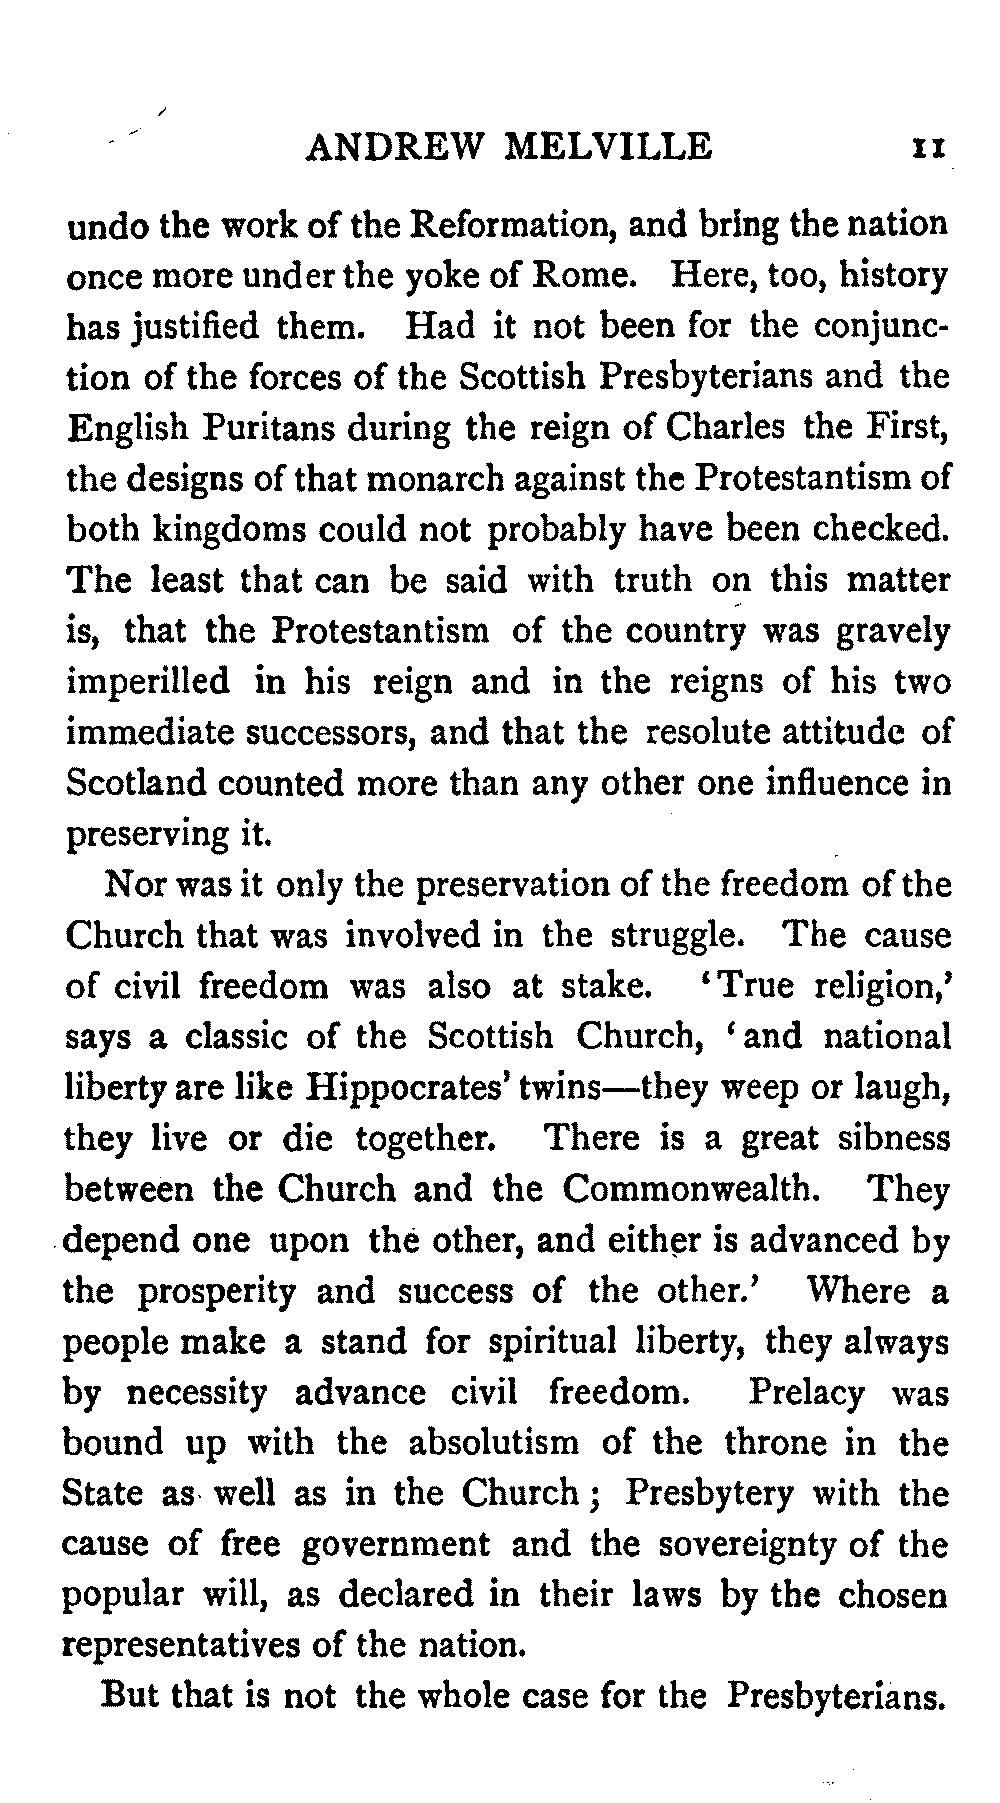 ANDREW MELVILLE 11
undo the work of the Reformation, and bring the nation
once more under the yoke of Rome. Here, too, history
has justified them. Had it not been for the conjunc-
tion of the forces of the Scottish Presbyterians and the
English Puritans during the reign of Charles the First,
the designs of that monarch against the Protestantism of
both kingdoms could not probably have been checked.
The least that can be said with truth on this matter
is, that the Protestantism of the country was gravely
imperilled in his reign and in the reigns of his two
immediate successors, and that the resolute attitude of
Scotland counted more than any other one influence in
preserving it.
Nor was it only the preservation of the freedom of the
Church that was involved in the struggle. The cause
of civil freedom was also at stake. ‘True religion,’
says a classic of the Scottish Church, ‘and national
liberty are like Hippocrates’ twins—they weep or laugh,
they live or die together. There is a great sibness
between the Church and the Commonwealth. They
depend one upon the other, and either is advanced by
the prosperity and success of the other.’ Where a
people make a stand for spiritual liberty, they always
by necessity advance civil freedom. Prelacy was
bound up with the absolutism of the throne in the
State as well as in the Church; Presbytery with the
cause of free government and the sovereignty of the
popular will, as declared in their laws by the chosen
representatives of the nation.
But that is not the whole case for the Presbyterians.